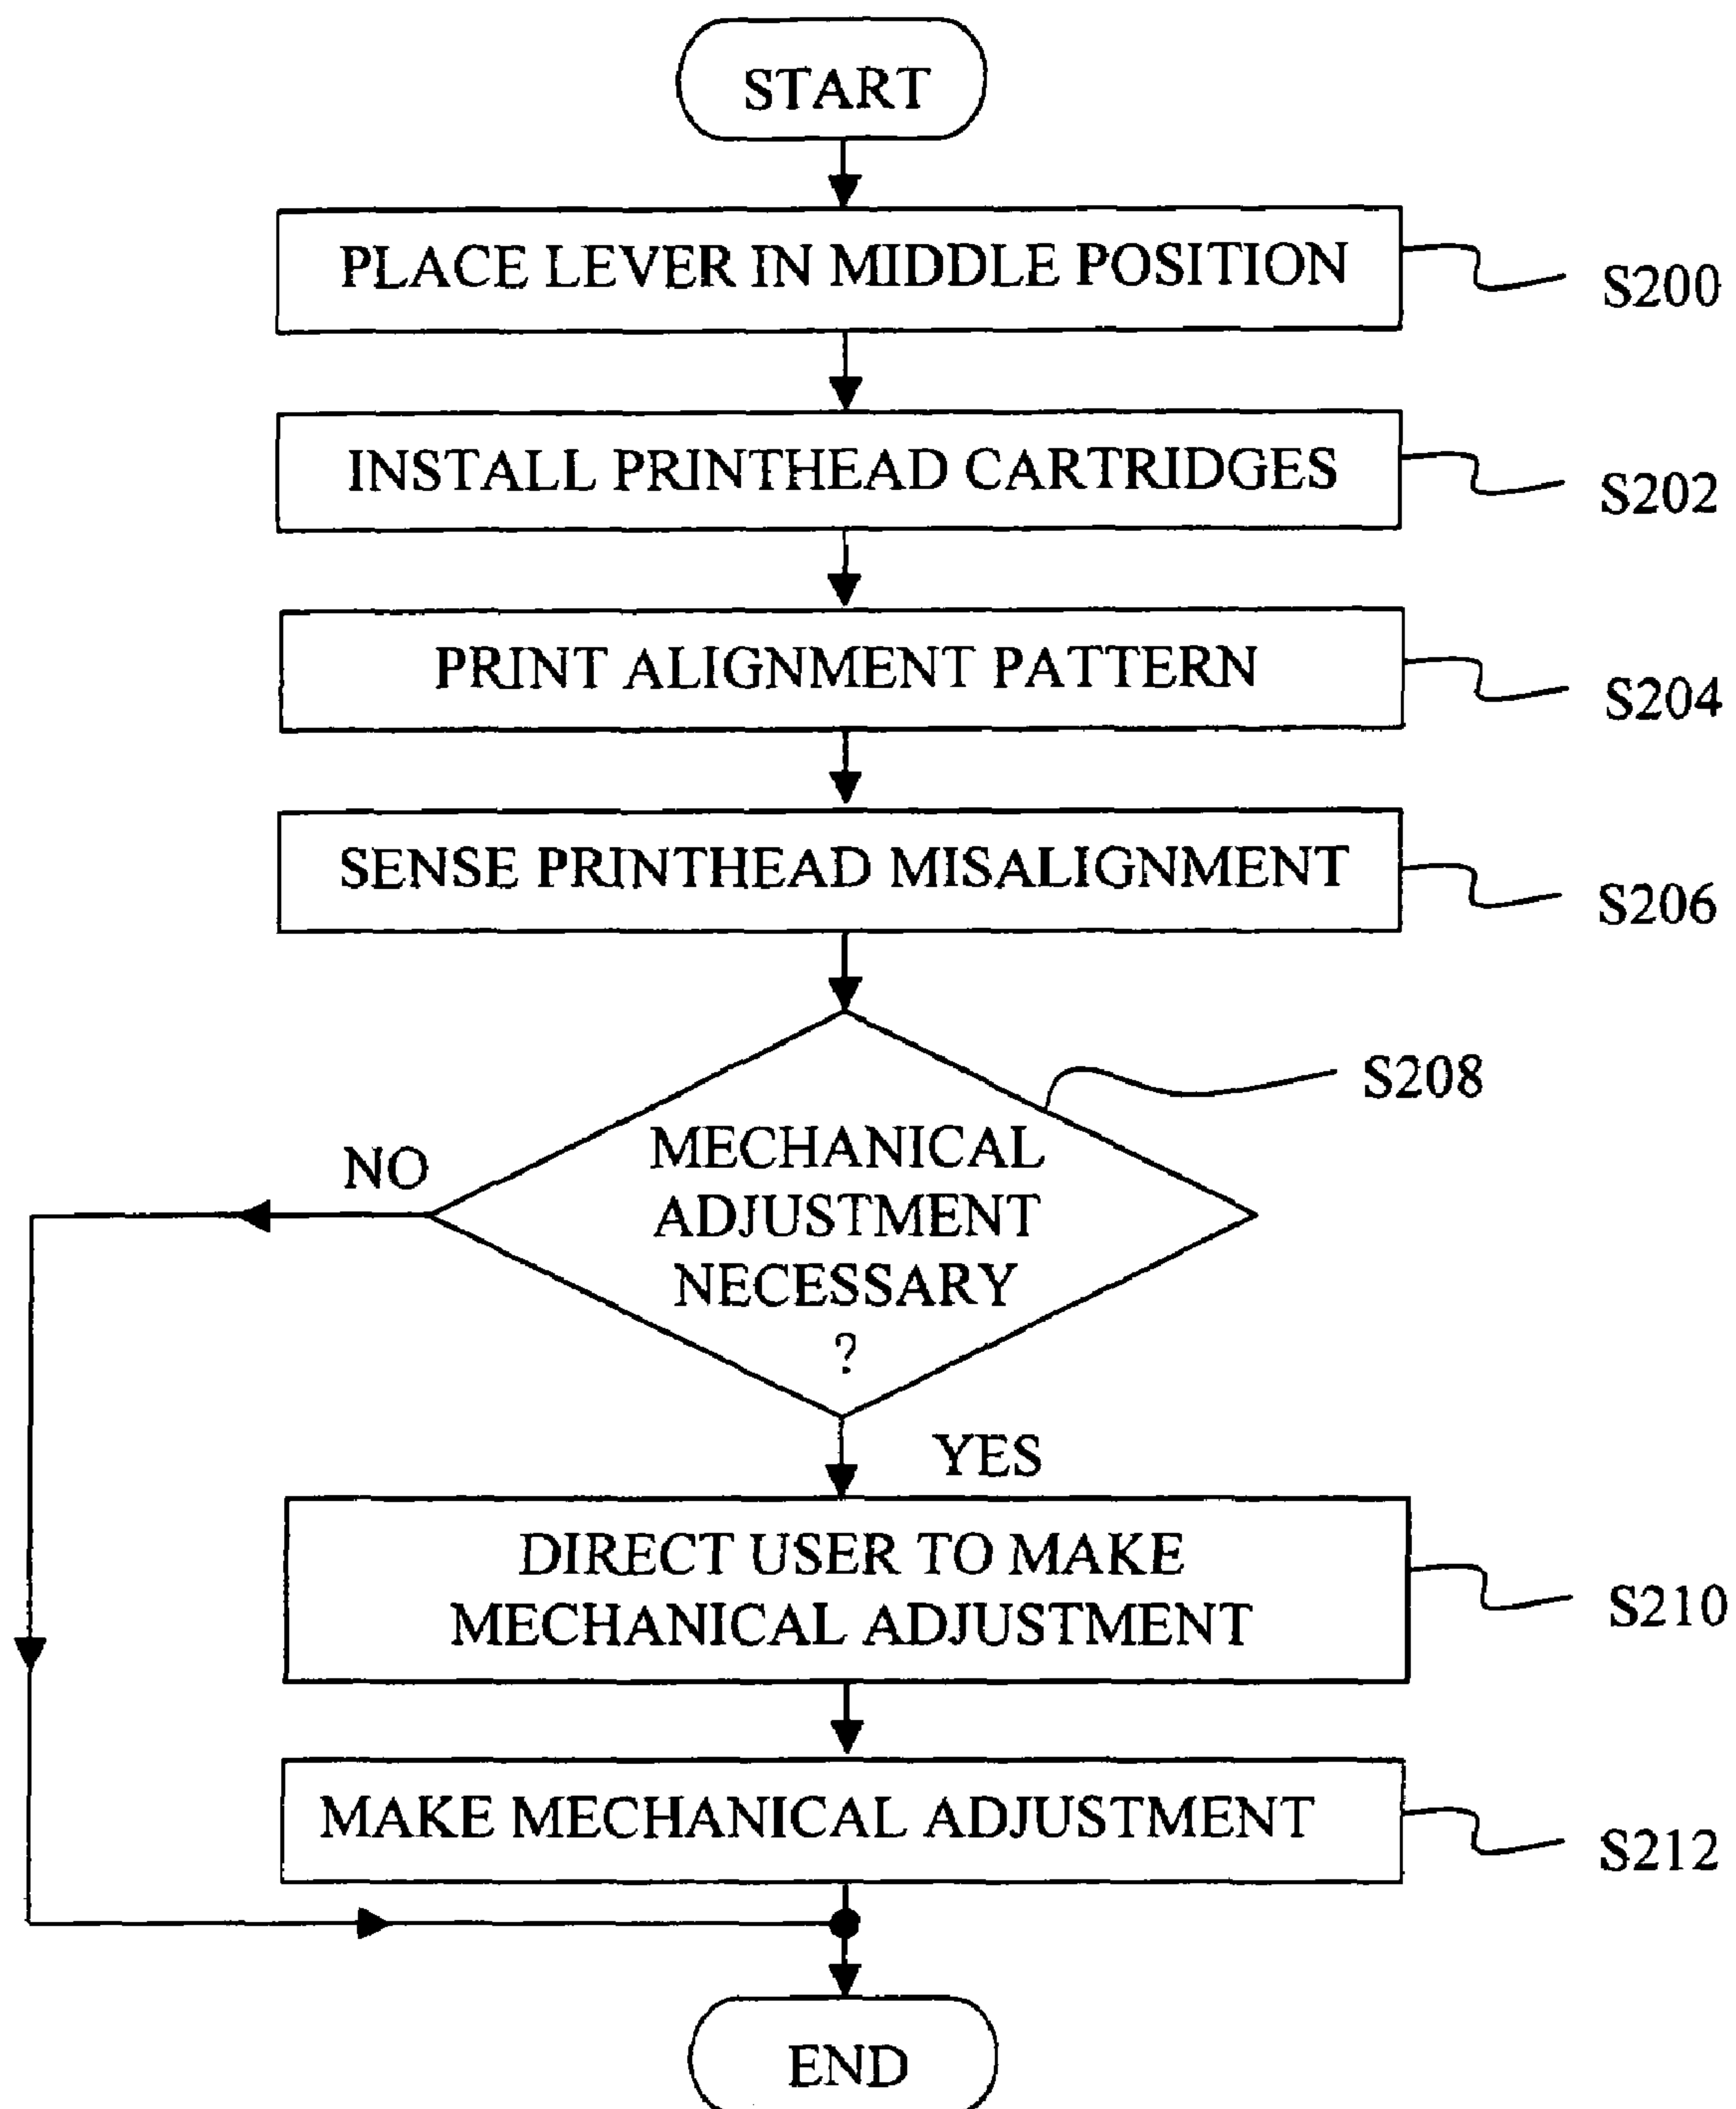 START
PLACE LEVER IN MIDDLE POSITION
S200
INSTALL PRINTHEAD CARTRIDGES
S202
PRINT ALIGNMENT PATTERN
S204
SENSE PRINTHEAD MISALIGNMENT
S206
S208
MECHANICAL
ADJUSTMENT
NECESSARY
?
NO
YES
DIRECT USER TO MAKE
MECHANICAL ADJUSTMENT
S210
MAKE MECHANICAL ADJUSTMENT
S212
END